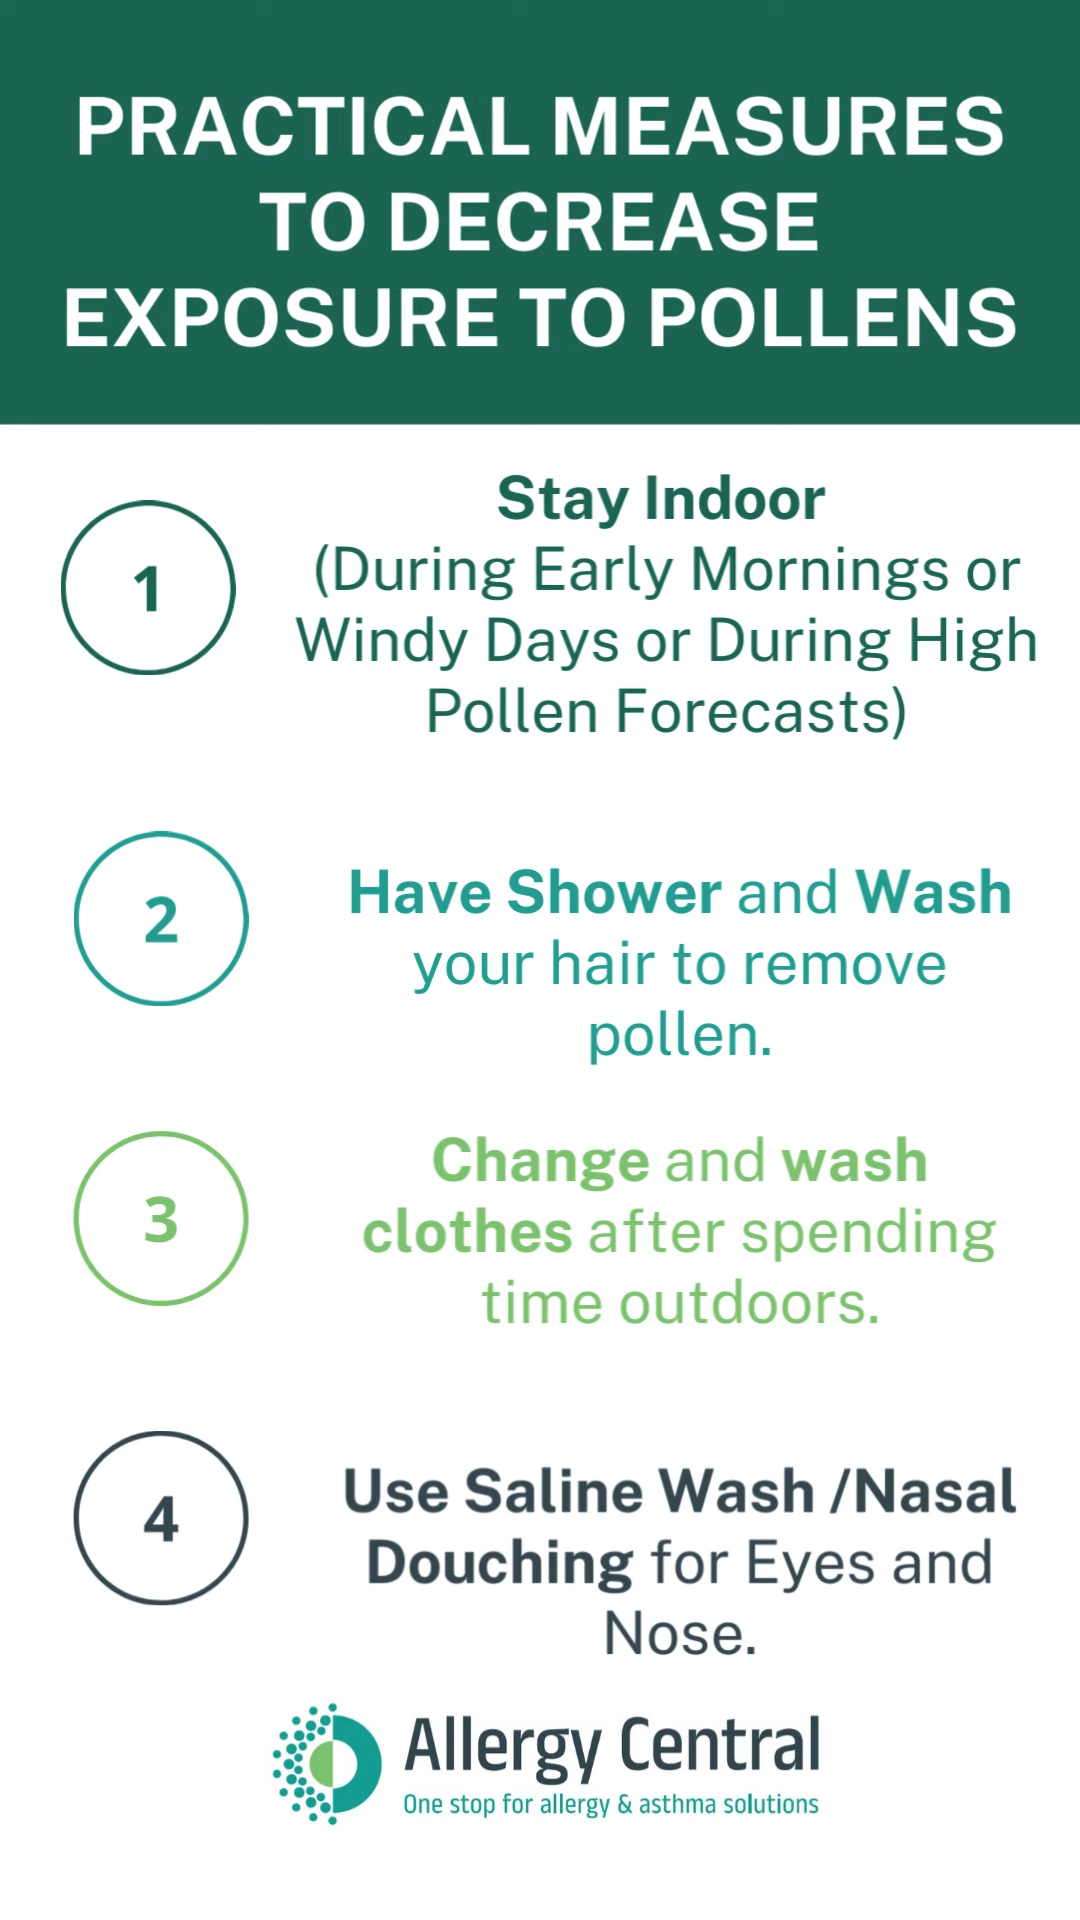 PRACTICAL MEASURES
TO DECREASE
EXPOSURE TO POLLENS
1
Stay Indoor
(During Early Mornings or
Windy Days or During High
Pollen Forecasts)
2
Have Shower and Wash
your hair to remove
pollen.
3
Change and wash
clothes after spending
time outdoors.
4
Use Saline Wash /Nasal
Douching for Eyes and
Nose.
Allergy Central
One stop for allergy & asthma solutions